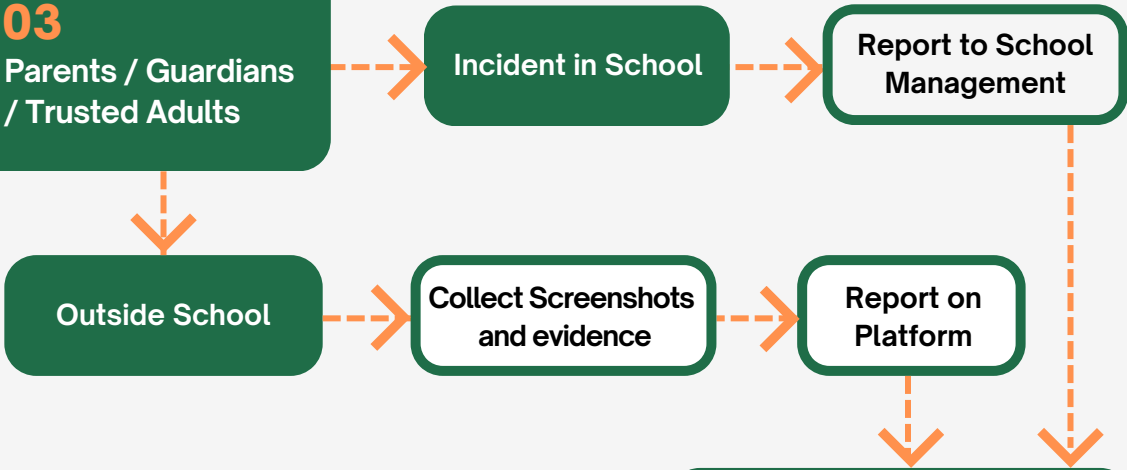 03
Parents / Guardians
/ Trusted Adults
Incident in School
Report to School
Management
Outside School
Collect Screenshots
and evidence
Report on
Platform